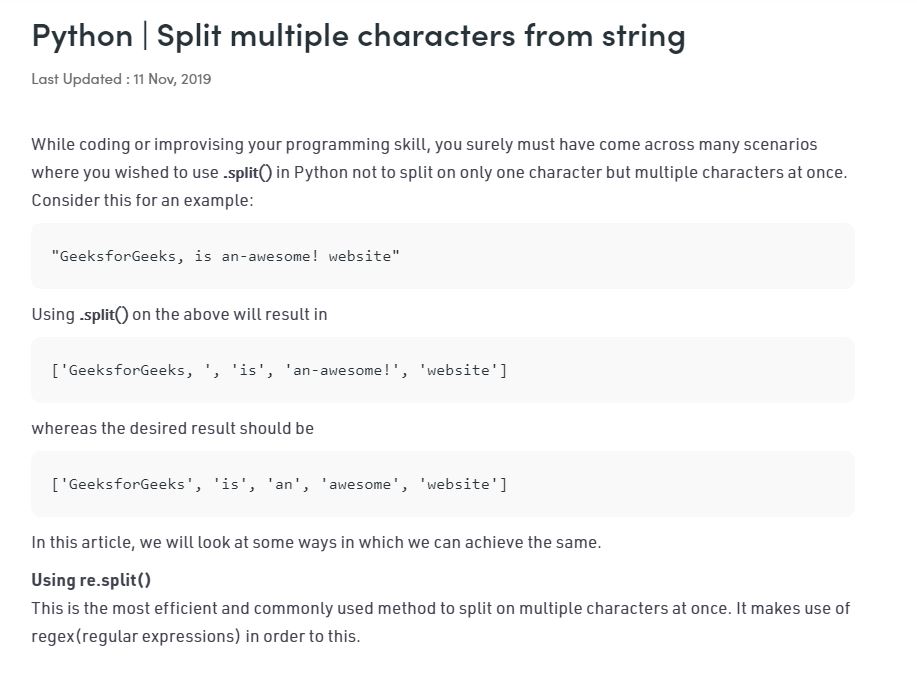 Python | Split multiple characters from string
Last Updated : 11 Nov, 2019
While coding or improvising your programming skill, you surely must have come across many scenarios
where you wished to use .split() in Python not to split on only one character but multiple characters at once.
Consider this for an example:
"GeeksforGeeks, is an-awesome! website"
Using .split() on the above will result in
['GeeksforGeeks, ', 'is', 'an-awesome!', 'website']
whereas the desired result should be
['GeeksforGeeks', 'is', 'an', 'awesome', 'website']
In this article, we will look at some ways in which we can achieve the same.
Using re.split()
This is the most efficient and commonly used method to split on multiple characters at once. It makes use of
regex(regular expressions) in order to this.